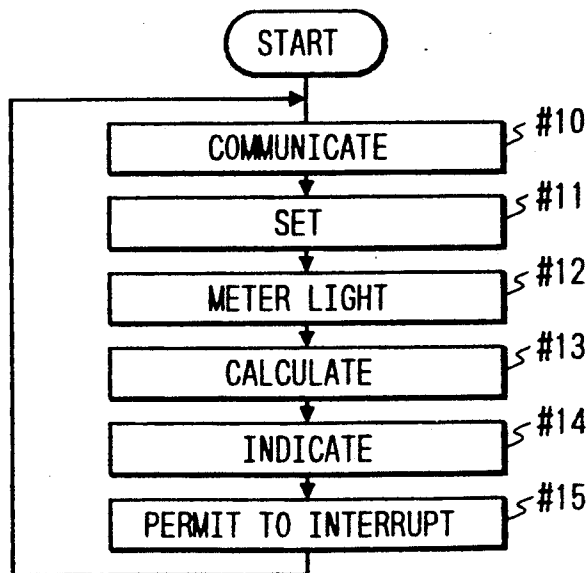 START
COMMUNICATE #10
SET #11
METER LIGHT #12
CALCULATE #13
INDICATE #14
PERMIT TO INTERRUPT #15